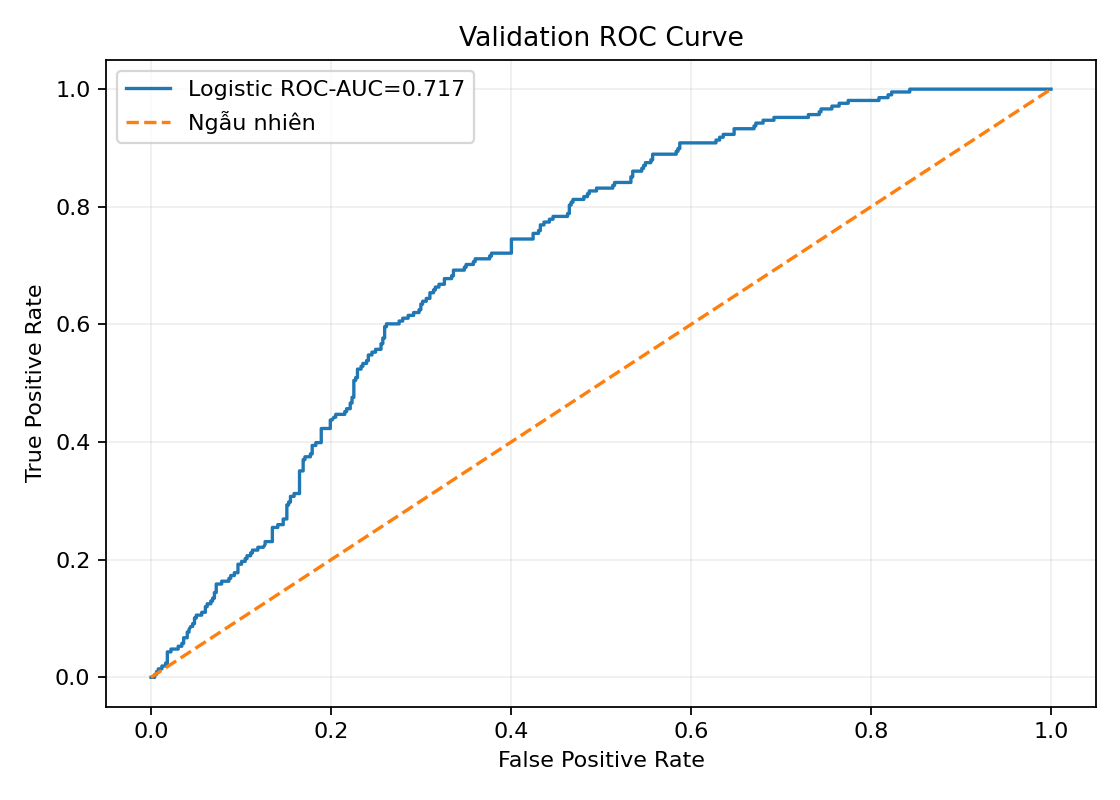 Validation ROC Curve
Logistic ROC-AUC=0.717
Ngẫu nhiên
1.0
0.8
0.6
0.4
0.2
0.0
True Positive Rate
0.0 0.2 0.4 0.6 0.8 1.0
False Positive Rate